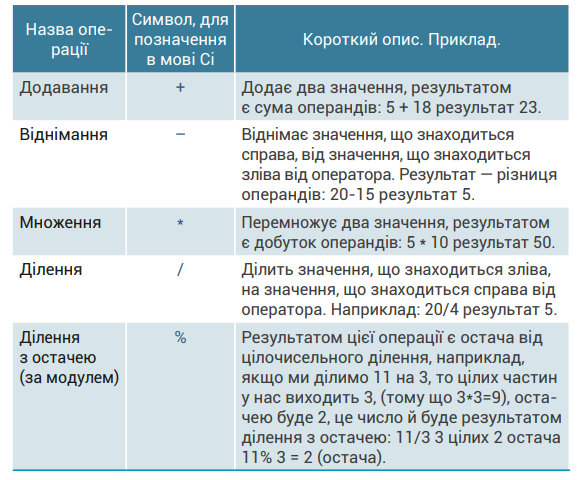 Назва опе-
рації
Символ, для
позначення
в мові Сі
Короткий опис. Приклад.
Додавання
+
Додає два значення, результатом
є сума операндів: 5 + 18 результат 23.
Віднімання
–
Віднімає значення, що знаходиться
справа, від значення, що знаходиться
зліва від оператора. Результат — різниця
операндів: 20-15 результат 5.
Множення
*
Перемножує два значення, результатом
є добуток операндів: 5 * 10 результат 50.
Ділення
/
Ділить значення, що знаходиться зліва,
на значення, що знаходиться справа від
оператора. Наприклад: 20/4 результат 5.
Ділення
з остачею
(за модулем)
%
Результатом цієї операції є остача від
цілочисельного ділення, наприклад,
якщо ми ділимо 11 на 3, то цілих частин
у нас виходить 3, (тому що 3*3=9), оста-
чею буде 2, це число й буде результатом
ділення з остачею: 11/3 3 цілих 2 остача
11% 3 = 2 (остача).